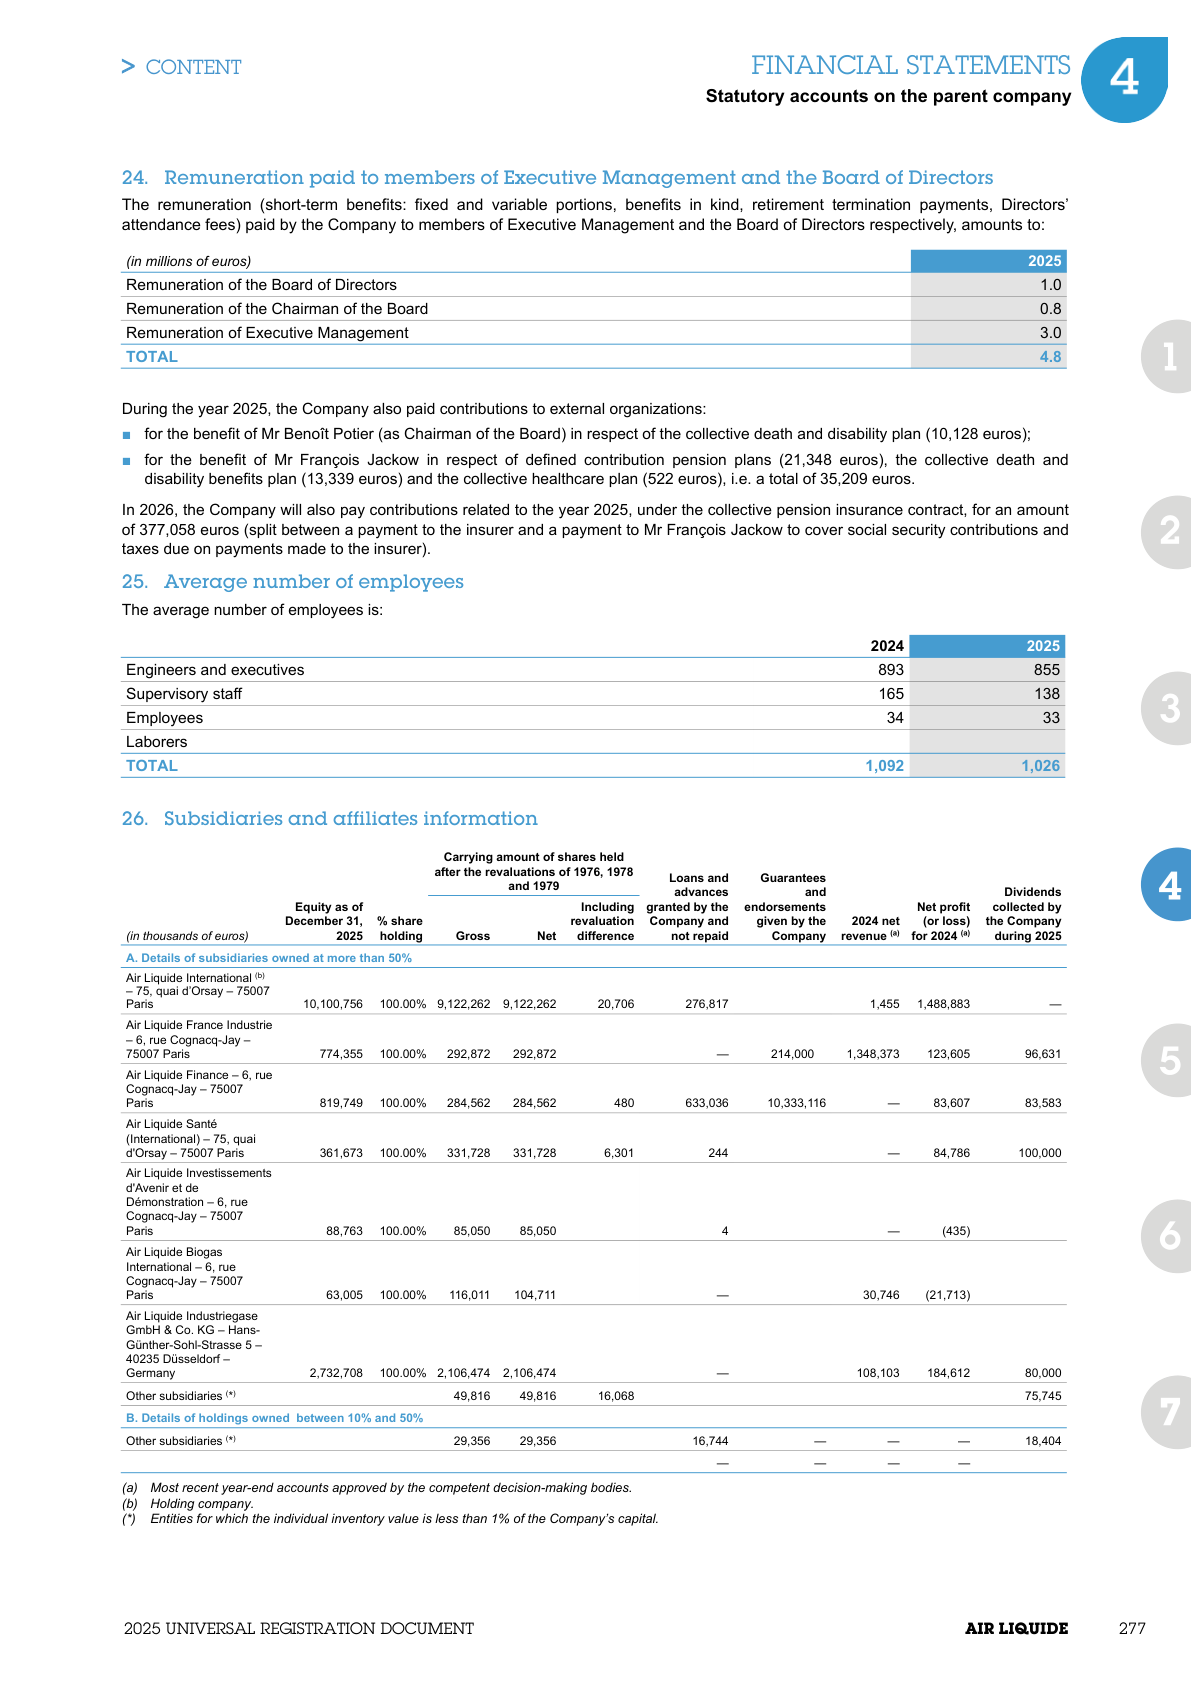 > CONTENT
FINANCIAL STATEMENTS
Statutory accounts on the parent company
4
24. Remuneration paid to members of Executive Management and the Board of Directors
The remuneration (short-term benefits: fixed and variable portions, benefits in kind, retirement termination payments, Directors’
attendance fees) paid by the Company to members of Executive Management and the Board of Directors respectively, amounts to:
(in millions of euros) 2025
Remuneration of the Board of Directors 1.0
Remuneration of the Chairman of the Board 0.8
Remuneration of Executive Management 3.0
TOTAL 4.8
During the year 2025, the Company also paid contributions to external organizations:
■ for the benefit of Mr Benoît Potier (as Chairman of the Board) in respect of the collective death and disability plan (10,128 euros);
■ for the benefit of Mr François Jackow in respect of defined contribution pension plans (21,348 euros), the collective death and
disability benefits plan (13,339 euros) and the collective healthcare plan (522 euros), i.e. a total of 35,209 euros.
In 2026, the Company will also pay contributions related to the year 2025, under the collective pension insurance contract, for an amount
of 377,058 euros (split between a payment to the insurer and a payment to Mr François Jackow to cover social security contributions and
taxes due on payments made to the insurer).
25. Average number of employees
The average number of employees is:
2024 2025
Engineers and executives 893 855
Supervisory staff 165 138
Employees 34 33
Laborers
TOTAL 1,092 1,026
26. Subsidiaries and affiliates information
Carrying amount of shares held
after the revaluations of 1976, 1978
and 1979
(in thousands of euros)
Equity as of
December 31,
2025
% share
holding
Gross
Net
Including
revaluation
difference
Loans and
advances
granted by the
Company and
not repaid
Guarantees
and
endorsements
given by the
Company
2024 net
revenue (a)
Net profit
(or loss)
for 2024 (a)
Dividends
collected by
the Company
during 2025
A. Details of subsidiaries owned at more than 50%
Air Liquide International (b)
– 75, quai d’Orsay – 75007
Paris 10,100,756 100.00% 9,122,262 9,122,262 20,706 276,817 1,455 1,488,883 —
Air Liquide France Industrie
– 6, rue Cognacq-Jay –
75007 Paris 774,355 100.00% 292,872 292,872 — 214,000 1,348,373 123,605 96,631
Air Liquide Finance – 6, rue
Cognacq-Jay – 75007
Paris 819,749 100.00% 284,562 284,562 480 633,036 10,333,116 — 83,607 83,583
Air Liquide Santé
(International) – 75, quai
d'Orsay – 75007 Paris 361,673 100.00% 331,728 331,728 6,301 244 — 84,786 100,000
Air Liquide Investissements
d'Avenir et de
Démonstration – 6, rue
Cognacq-Jay – 75007
Paris 88,763 100.00% 85,050 85,050 4 — (435)
Air Liquide Biogas
International – 6, rue
Cognacq-Jay – 75007
Paris 63,005 100.00% 116,011 104,711 — 30,746 (21,713)
Air Liquide Industriegase
GmbH & Co. KG – Hans-
Günther-Sohl-Strasse 5 –
40235 Düsseldorf –
Germany 2,732,708 100.00% 2,106,474 2,106,474 — 108,103 184,612 80,000
Other subsidiaries (*) 49,816 49,816 16,068 75,745
B. Details of holdings owned between 10% and 50%
Other subsidiaries (*) 29,356 29,356 16,744 — — — 18,404
— — — —
(a) Most recent year-end accounts approved by the competent decision-making bodies.
(b) Holding company.
(*) Entities for which the individual inventory value is less than 1% of the Company’s capital.
1
2
3
4
5
6
7
2025 UNIVERSAL REGISTRATION DOCUMENT AIR LIQUIDE 277